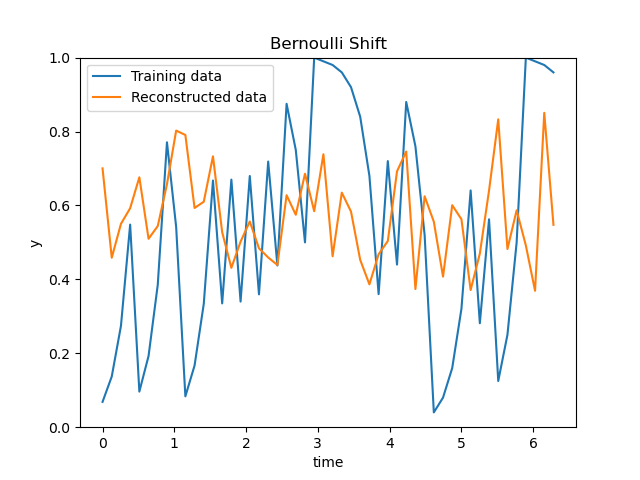 Bernoulli Shift
Training data
Reconstructed data
1.0
0.8
0.6
0.4
0.2
0.0
y
0 1 2 3 4 5 6
time